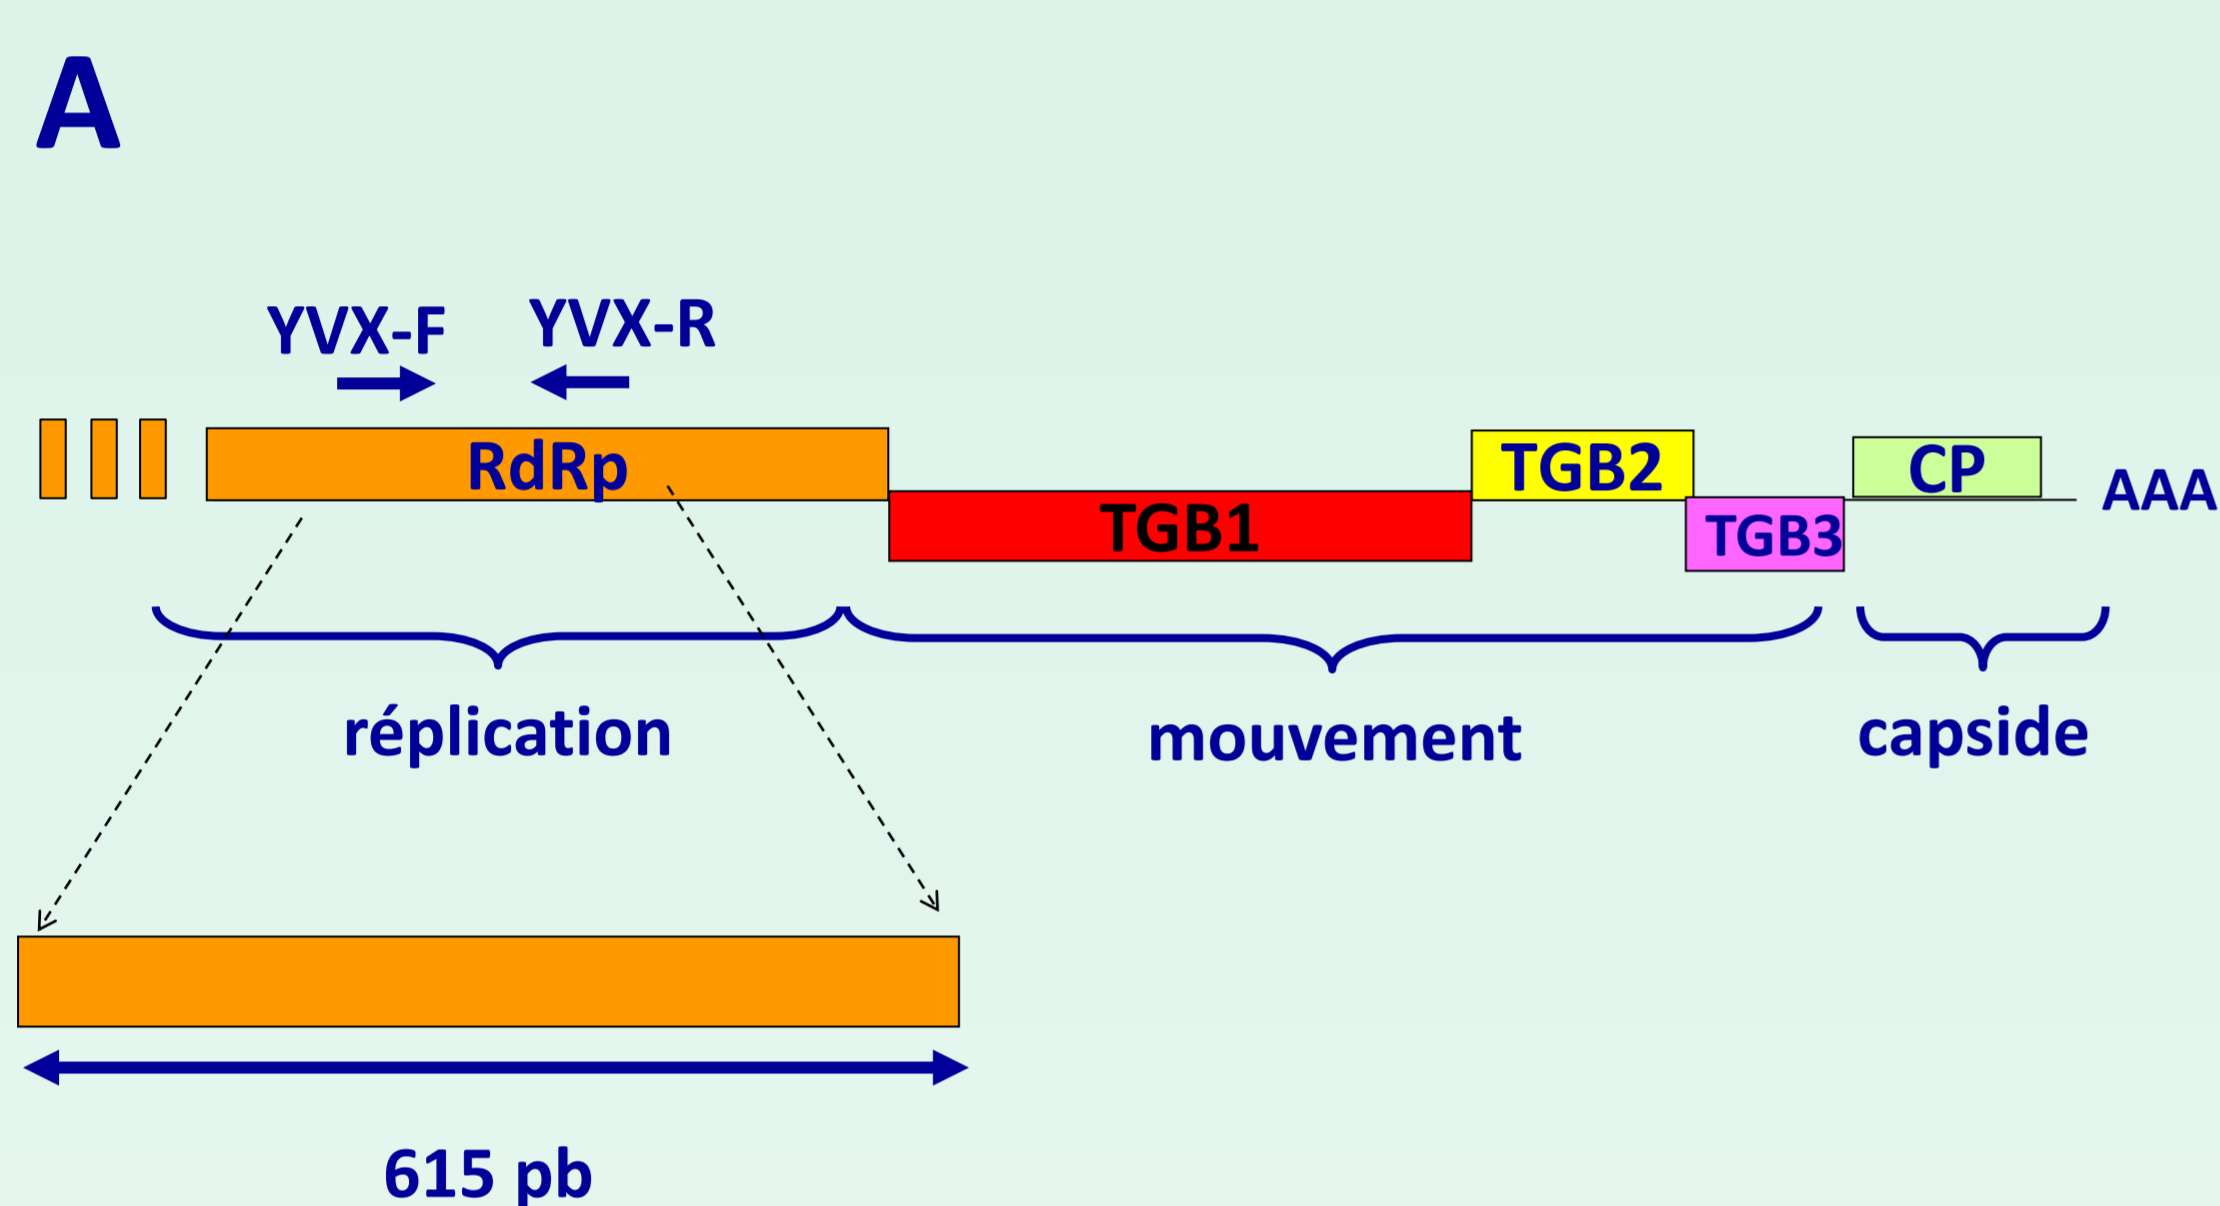 A
YVX-F
YVX-R
RdRp
TGB1
TGB2
TGB3
CP
AAA
réplication
mouvement
capside
615 pb